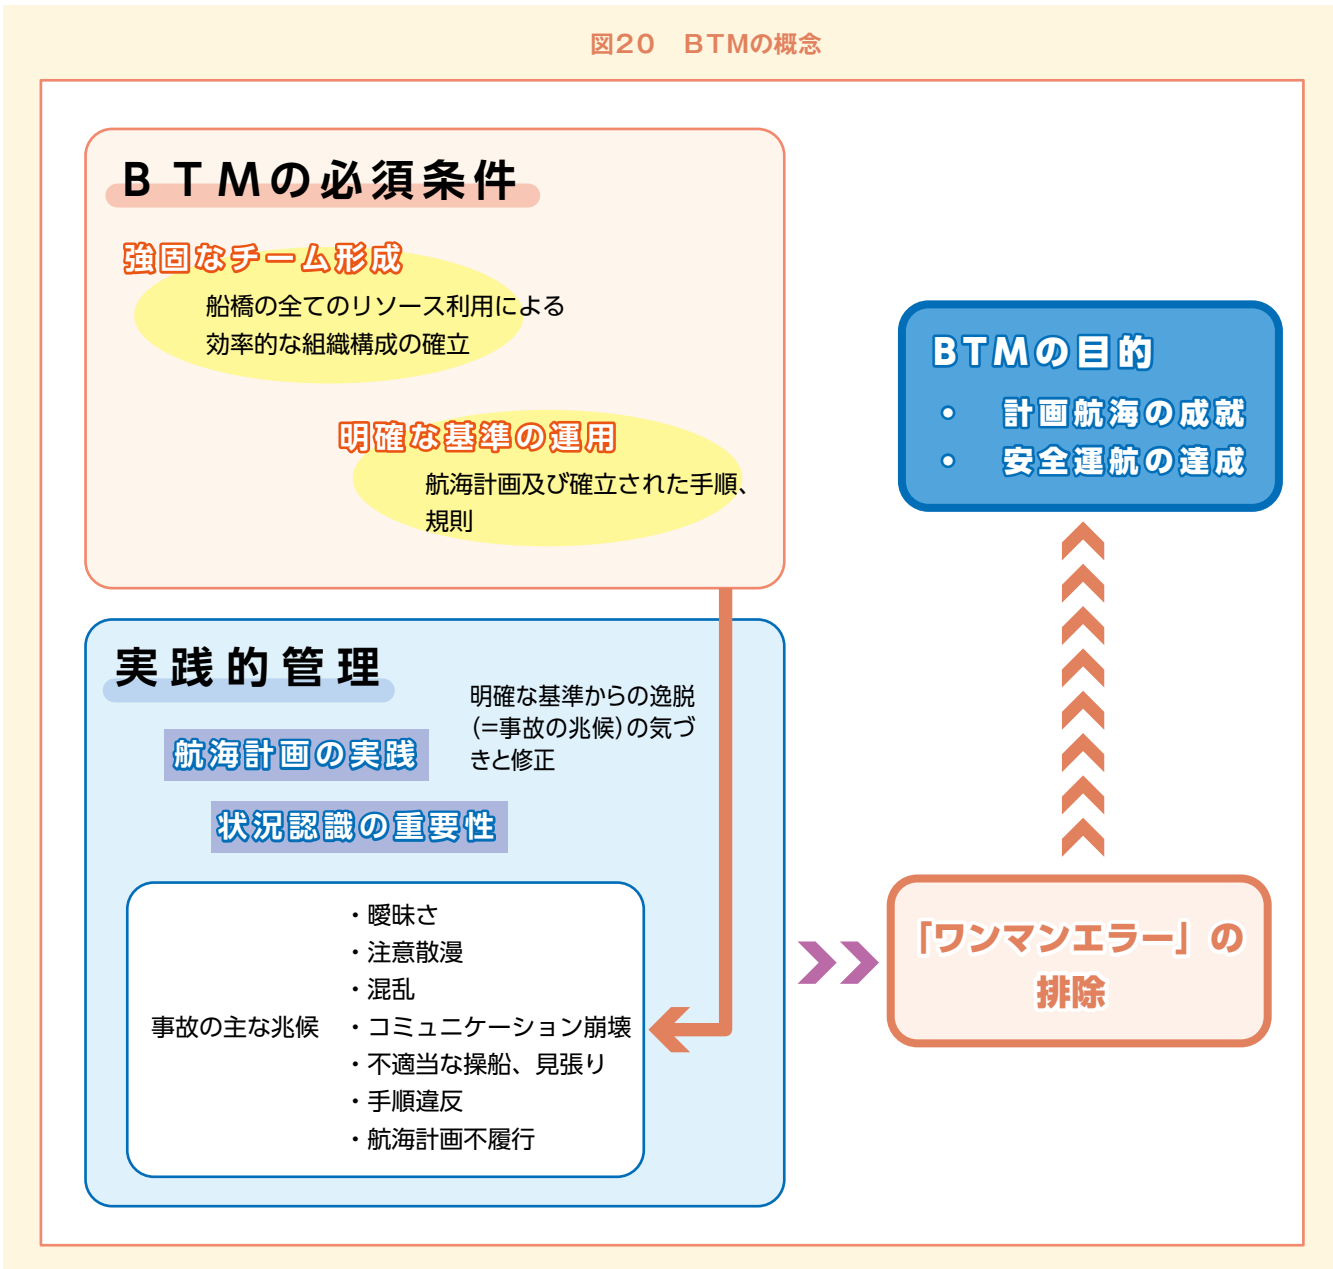 図20　BTMの概念
BTMの必須条件
強固なチーム形成
船橋の全てのリソース利用による
効率的な組織構成の確立
明確な基準の運用
航海計画及び確立された手順、
規則
実践的管理
明確な基準からの逸脱
(=事故の兆候)の気づ
きと修正
航海計画の実践
状況認識の重要性
事故の主な兆候
・曖昧さ
・注意散漫
・混乱
・コミュニケーション崩壊
・不適当な操船、見張り
・手順違反
・航海計画不履行
BTMの目的
• 計画航海の成就
• 安全運航の達成
「ワンマンエラー」の
排除